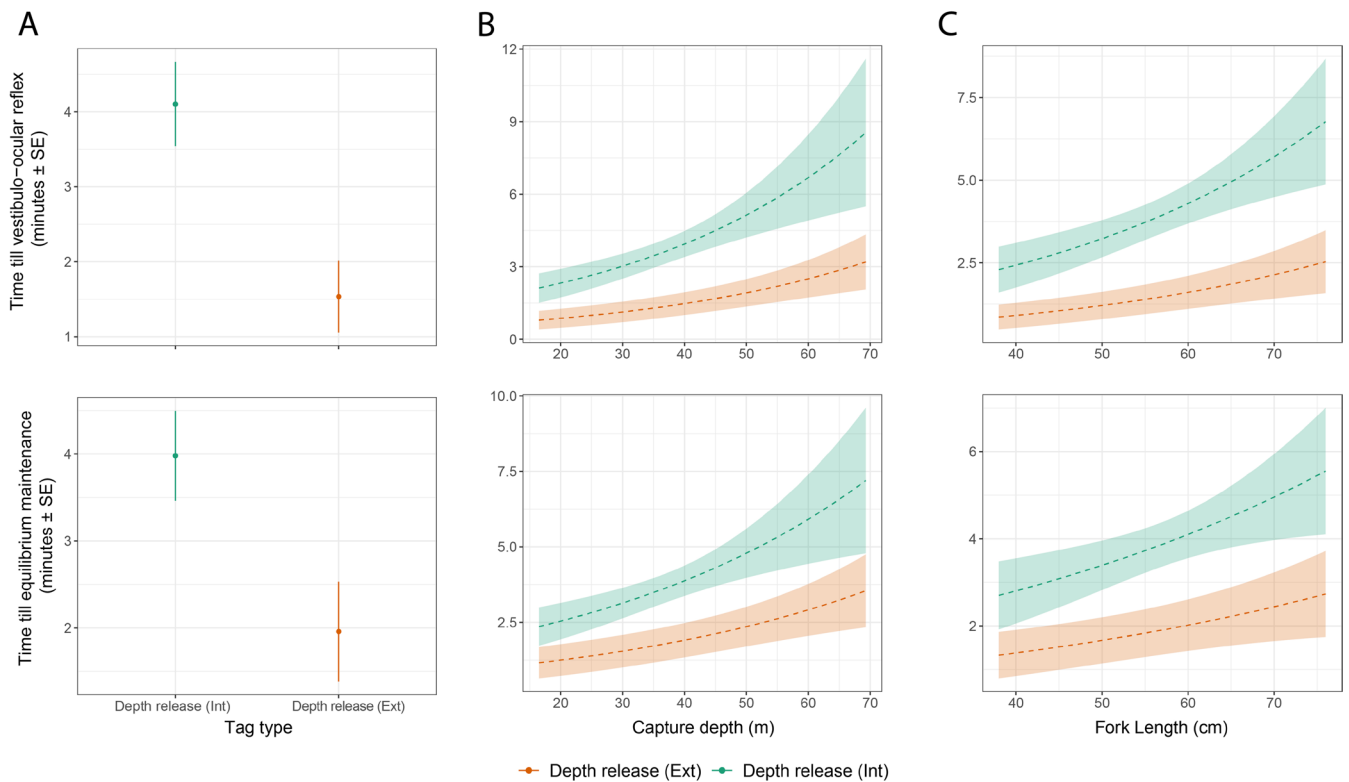 A
B
C
Time till vestibulo−ocular reflex
(minutes ± SE)
4
3
2
1
12
9
6
3
0
20 30 40 50 60 70
7.5
5.0
2.5
40 50 60 70
Time till equilibrium maintenance
(minutes ± SE)
4
3
2
Depth release (Int) Depth release (Ext)
Tag type
10.0
7.5
5.0
2.5
20 30 40 50 60 70
Capture depth (m)
6
4
2
40 50 60 70
Fork Length (cm)
Depth release (Ext) Depth release (Int)